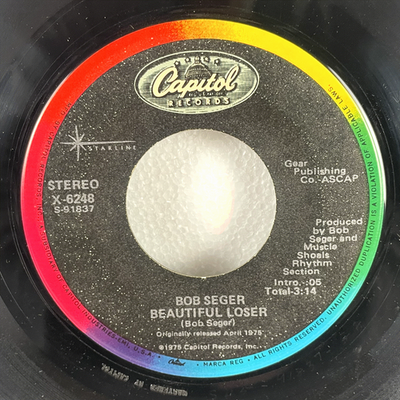 Capitol
RECORDS
STARLINE
STEREO
X-6248
S-91837
Gear
Publishing
Co.-ASCAP
Produced by
Bob
Seger and
Muscle
Shoals
Rhythm
Section
Intro.-:05
Total-3:14
BOB SEGER
BEAUTIFUL LOSER
(Bob Seger)
Originally released April 1975
©1975 Capitol Records, Inc.
MARCA REG. • ALL RIGHTS RESERVED. UNAUTHORIZED DUPLICATION IS A VIOLATION OF APPLICABLE LAWS.